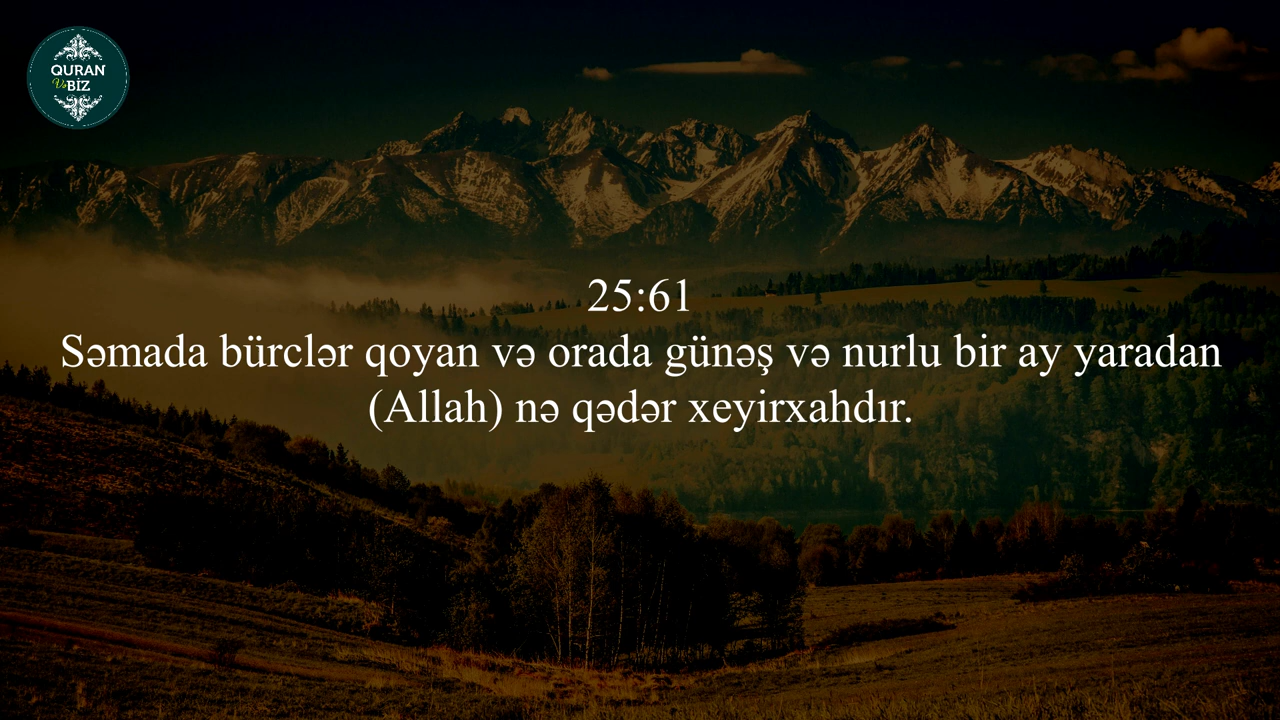 QURAN
Və BİZ
25:61
Səmada bürclər qoyan və orada günəş və nurlu bir ay yaradan
(Allah) nə qədər xeyirxahdır.